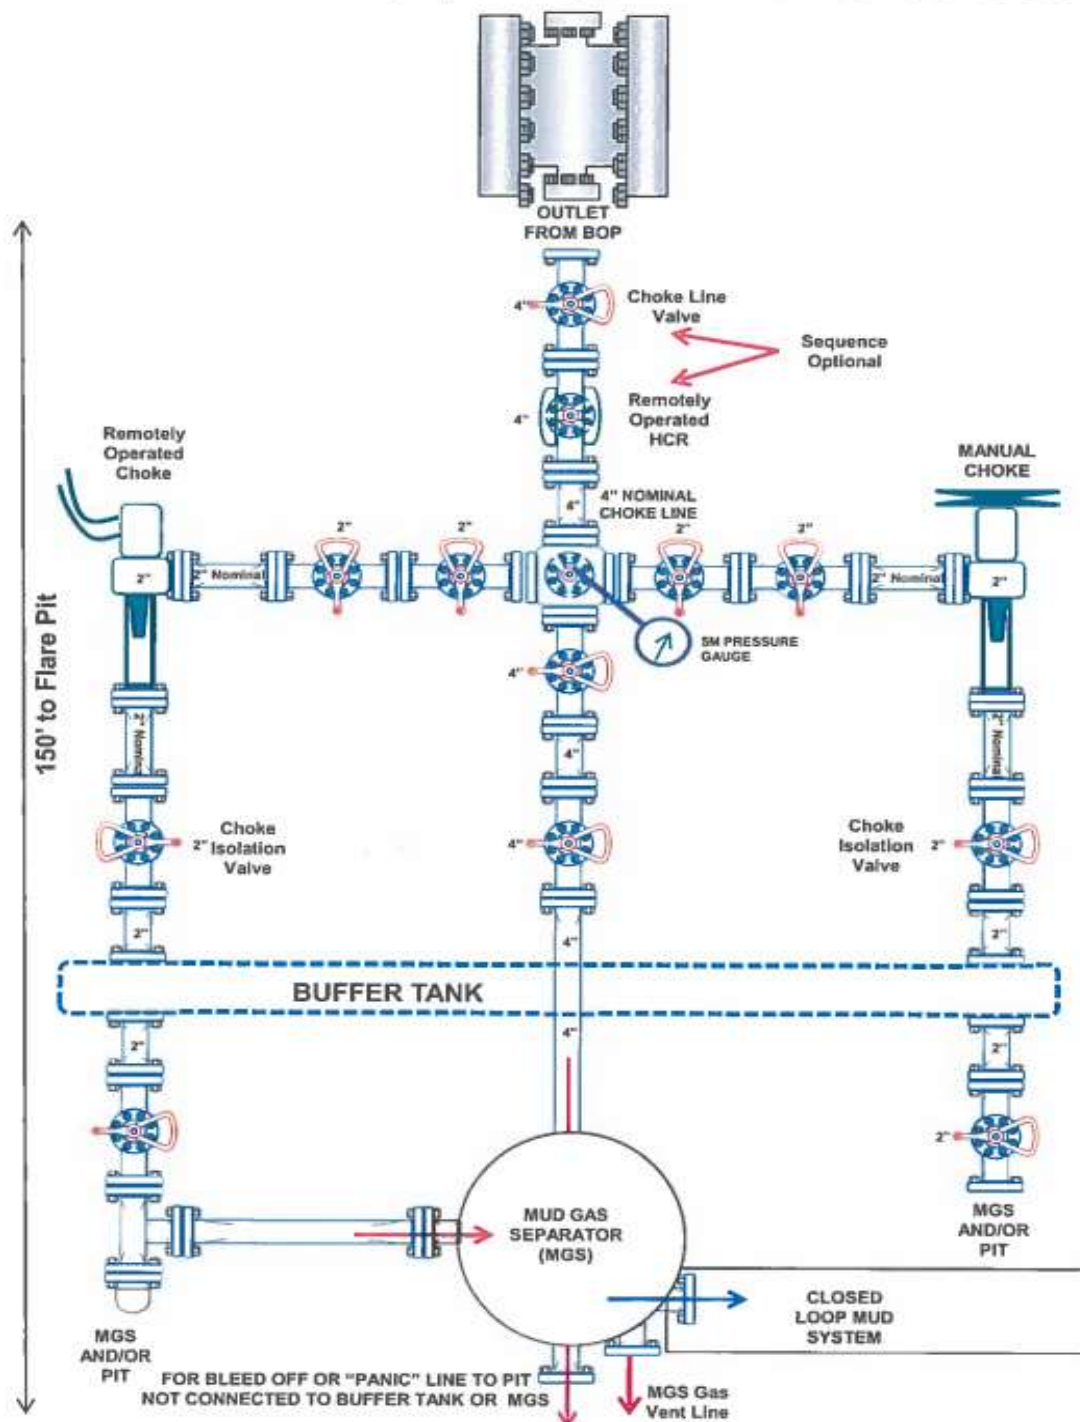 OUTLET
FROM BOP
4"
Choke Line
Valve
Sequence
Optional
4"
Remotely
Operated
HCR
Remotely
Operated
Choke
MANUAL
CHOKE
4"
4" NOMINAL
CHOKE LINE
2"
2"
2"
2"
2"
2" Nominal
2" Nominal
2"
5M PRESSURE
GAUGE
4"
150' to Flare Pit
2" Nominal
4"
2" Nominal
2"
Choke
Isolation
Valve
4"
Choke
Isolation
Valve
2"
2"
4"
2"
BUFFER TANK
2"
4"
2"
2"
MUD GAS
SEPARATOR
(MGS)
MGS
AND/OR
PIT
CLOSED
LOOP MUD
SYSTEM
MGS
AND/OR
PIT
FOR BLEED OFF OR "PANIC" LINE TO PIT
NOT CONNECTED TO BUFFER TANK OR MGS
MGS Gas
Vent Line